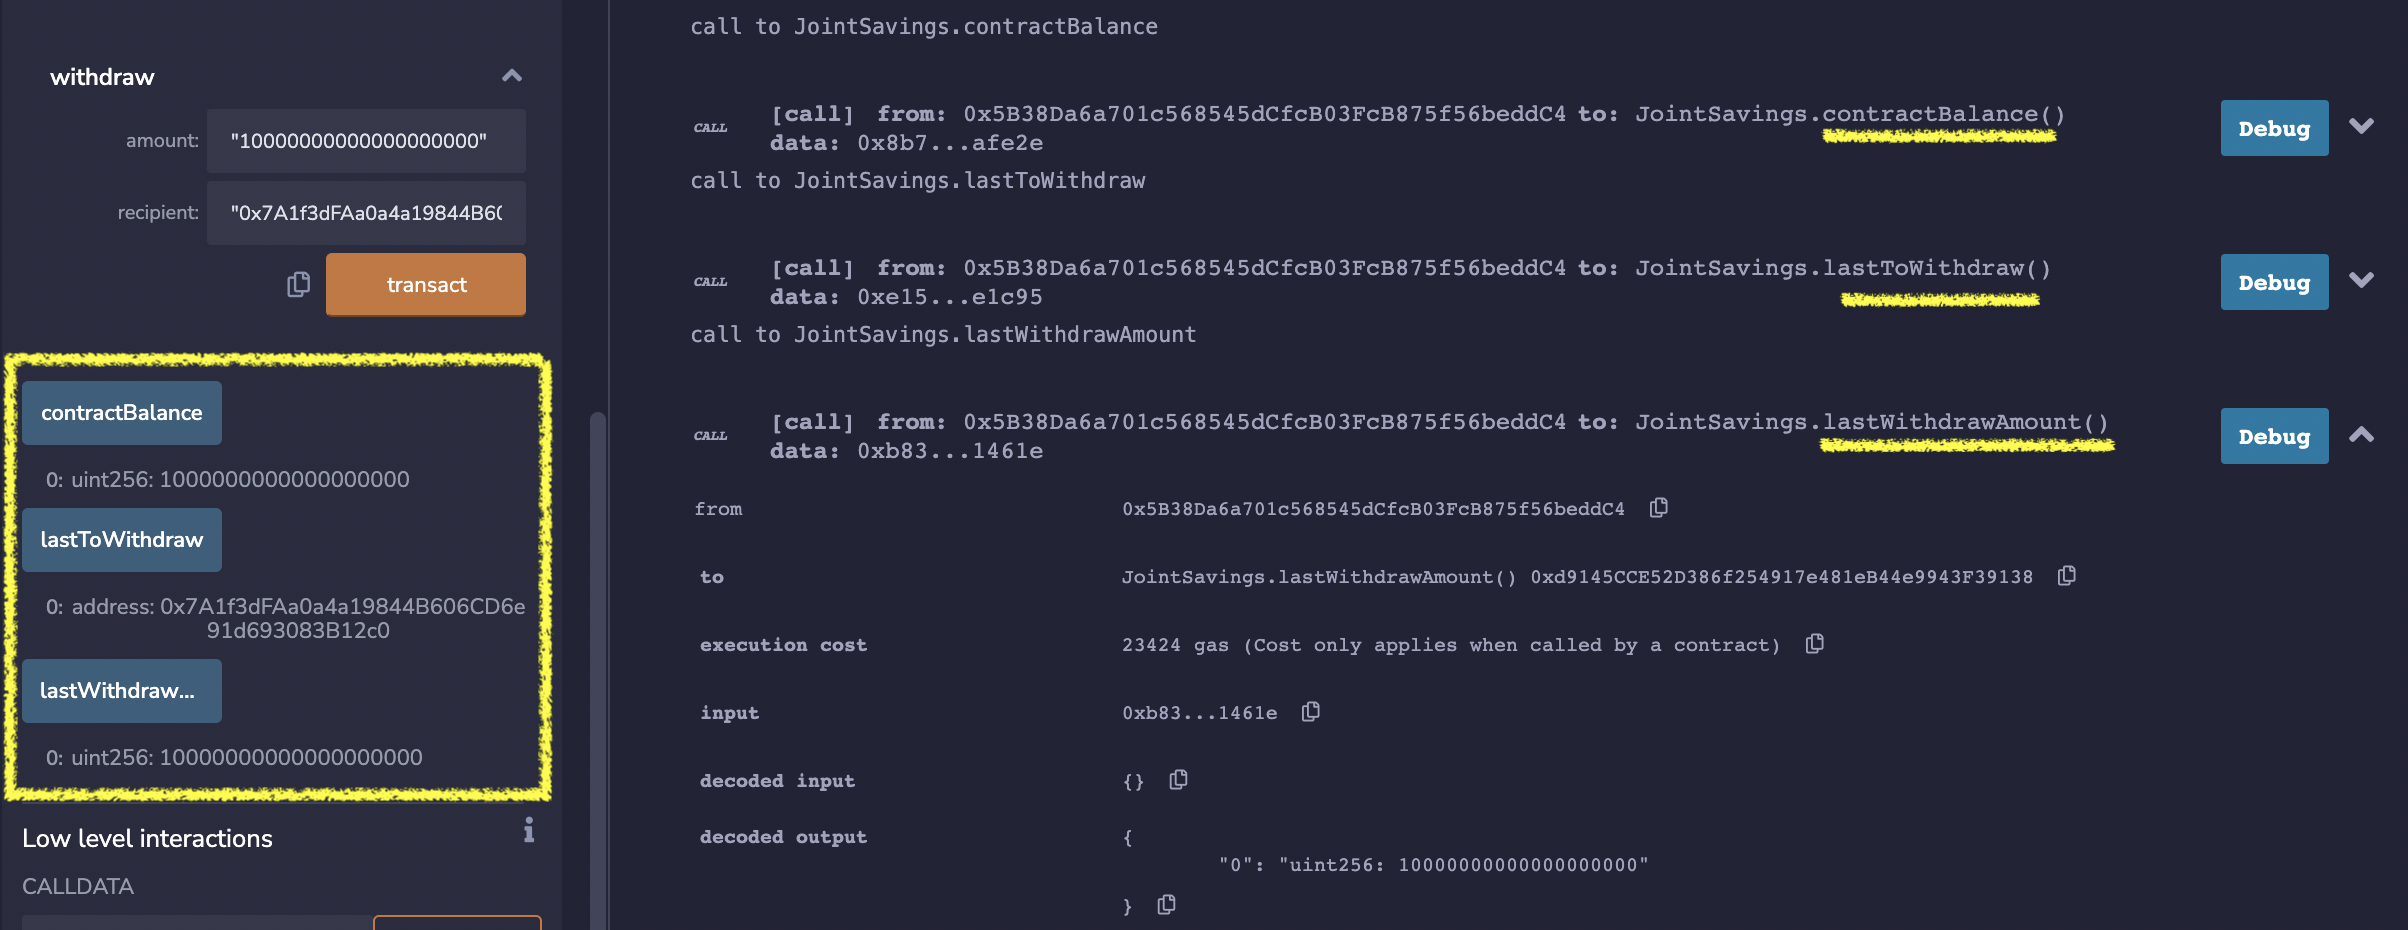 call to JointSavings.contractBalance
withdraw
amount: "10000000000000000000"
recipient: "0x7A1f3dFAa0a4a19844B60
transact
contractBalance
0: uint256: 1000000000000000000
lastToWithdraw
0: address: 0x7A1f3dFAa0a4a19844B606CD6e
91d693083B12c0
lastWithdraw...
0: uint256: 10000000000000000000
Low level interactions
i
CALLDATA
CALL [call] from: 0x5B38Da6a701c568545dCfcB03FcB875f56beddC4 to: JointSavings.contractBalance() Debug
data: 0x8b7...afe2e
call to JointSavings.lastToWithdraw
CALL [call] from: 0x5B38Da6a701c568545dCfcB03FcB875f56beddC4 to: JointSavings.lastToWithdraw() Debug
data: 0xe15...e1c95
call to JointSavings.lastWithdrawAmount
CALL [call] from: 0x5B38Da6a701c568545dCfcB03FcB875f56beddC4 to: JointSavings.lastWithdrawAmount() Debug
data: 0xb83...1461e
from 0x5B38Da6a701c568545dCfcB03FcB875f56beddC4
to JointSavings.lastWithdrawAmount() 0xd9145CCE52D386f254917e481eB44e9943F39138
execution cost 23424 gas (Cost only applies when called by a contract)
input 0xb83...1461e
decoded input {}
decoded output {
"0": "uint256: 10000000000000000000"
}